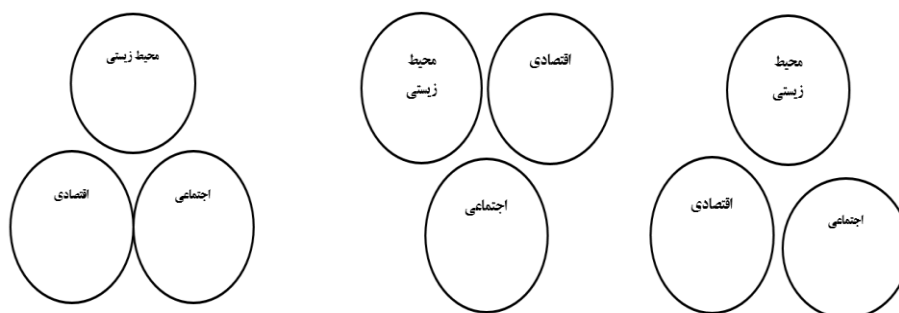 محیط زیستی
اقتصادی
اجتماعی
محیط
زیستی
اقتصادی
اجتماعی
محیط
زیستی
اقتصادی
اجتماعی